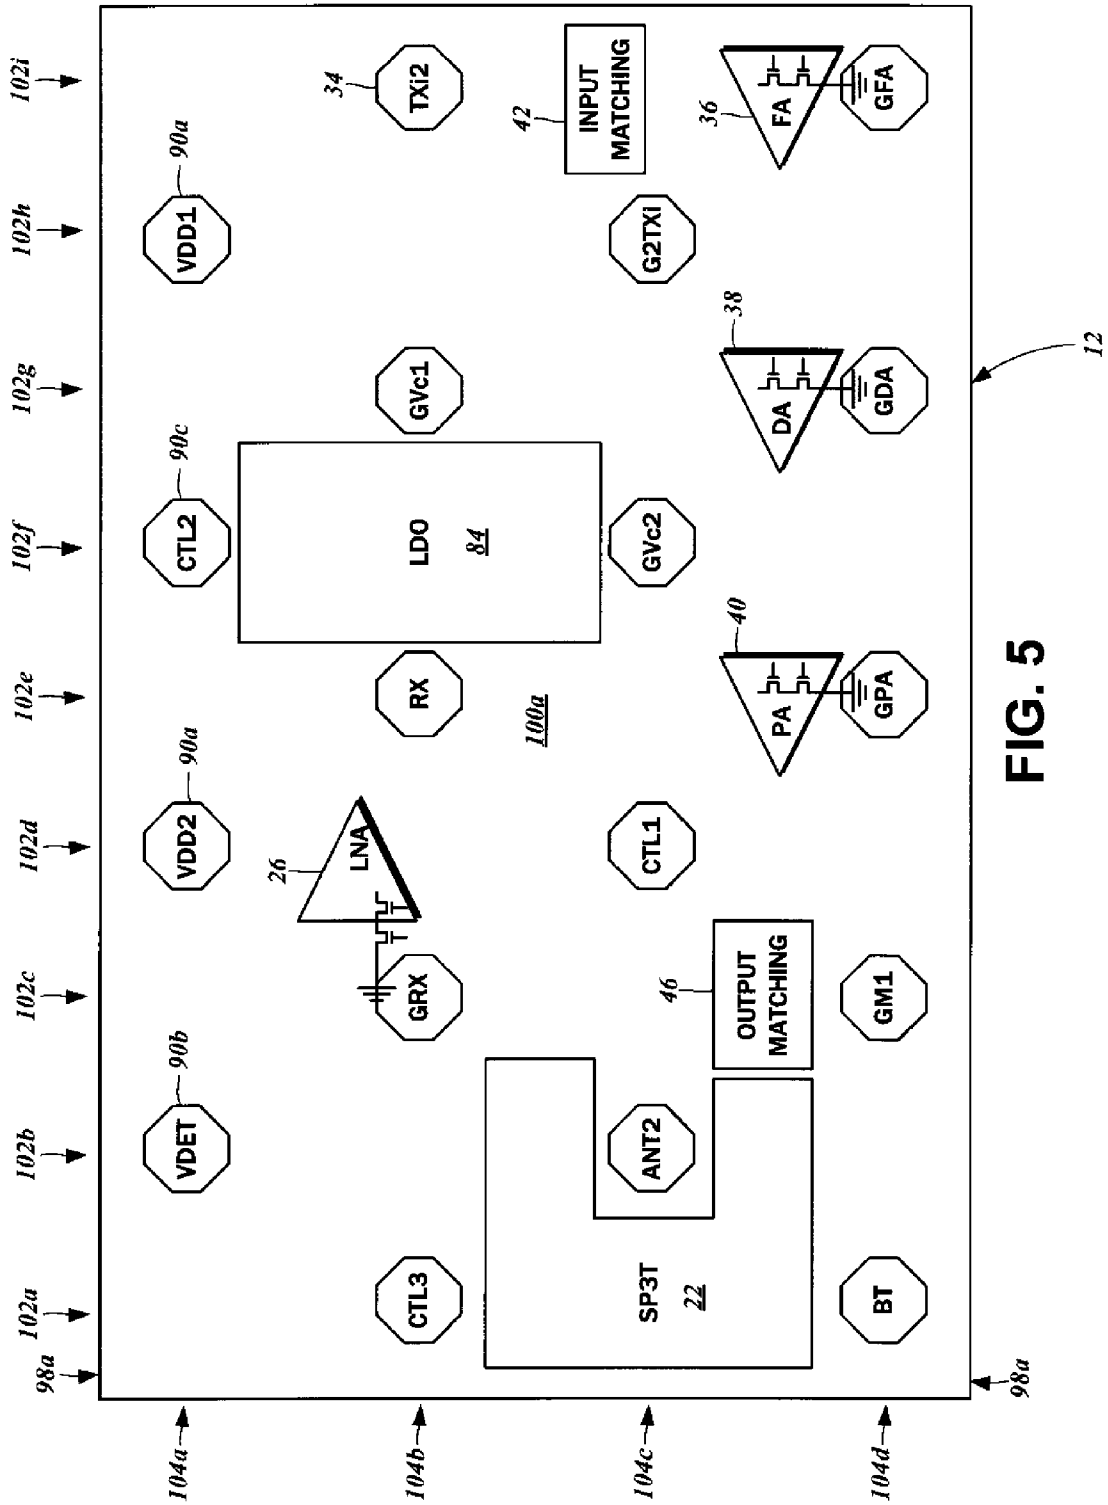 98a
102a
102b
102c
102d
102e
102f
102g
102h
102i
104a
VDET
90b
VDD2
90a
CTL2
90c
VDD1
90a
104b
CTL3
GRX
26
LNA
RX
LDO
84
GVc1
34
TXi2
100a
104c
SP3T
22
ANT2
46
OUTPUT
MATCHING
CTL1
GVc2
G2TXi
42
INPUT
MATCHING
104d
BT
GM1
40
PA
GPA
38
DA
GDA
36
FA
GFA
98a
12
FIG. 5